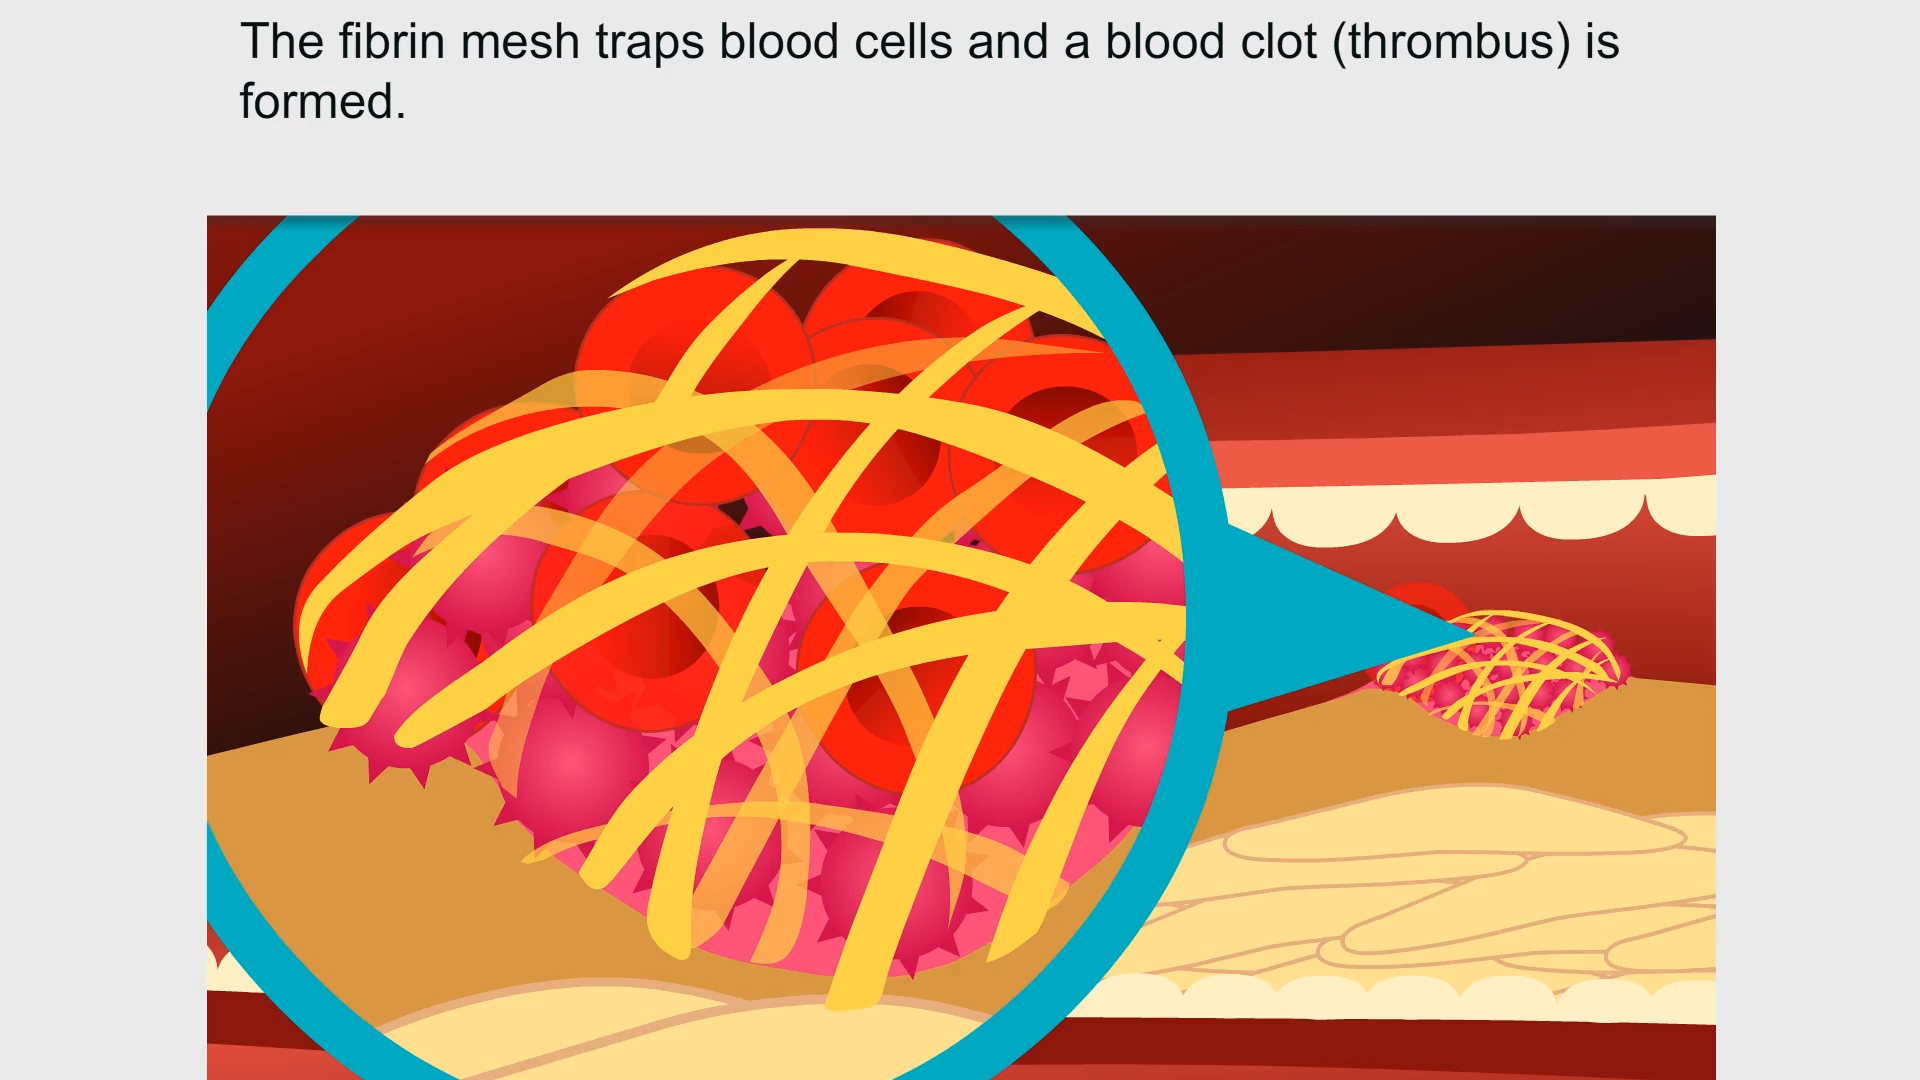 The fibrin mesh traps blood cells and a blood clot (thrombus) is
formed.